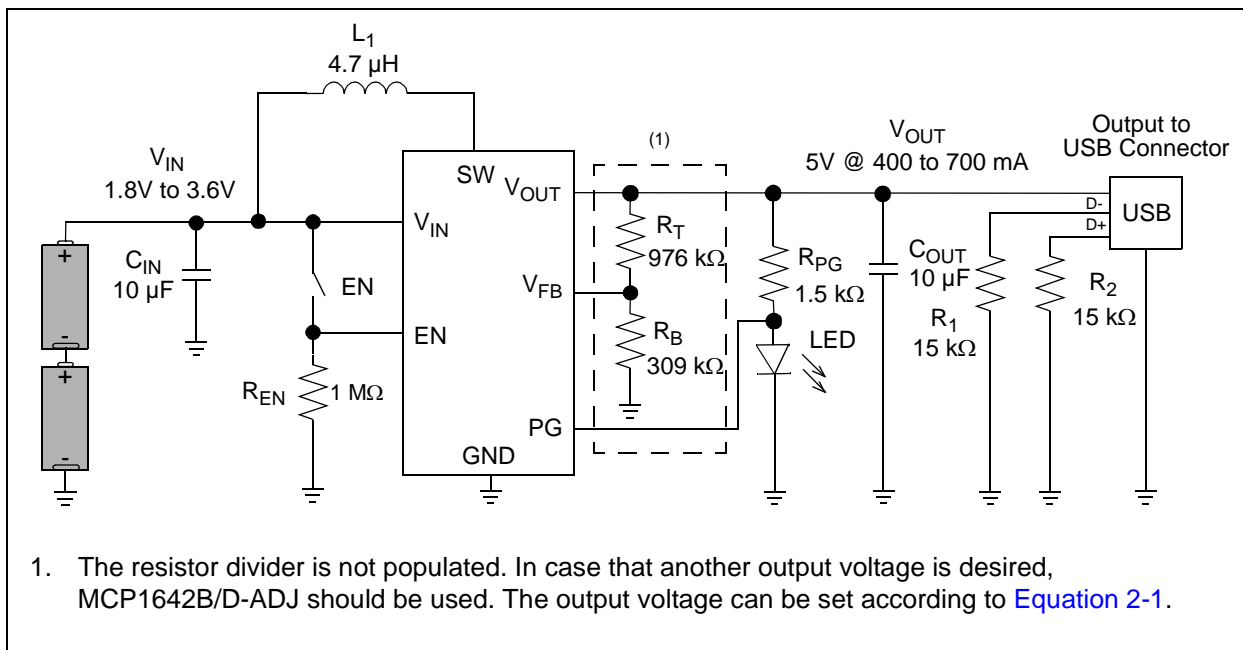 L1
4.7 µH
(1)
VOUT
5V @ 400 to 700 mA
Output to
USB Connector
VIN
1.8V to 3.6V
SW
VOUT
D-
USB
D+
VIN
RT
976 kΩ
RPG
1.5 kΩ
COUT
10 µF
R2
15 kΩ
+
CIN
10 µF
EN
VFB
R1
15 kΩ
-
EN
RB
309 kΩ
LED
+
REN
1 MΩ
PG
-
GND
1. The resistor divider is not populated. In case that another output voltage is desired,
MCP1642B/D-ADJ should be used. The output voltage can be set according to Equation 2-1.